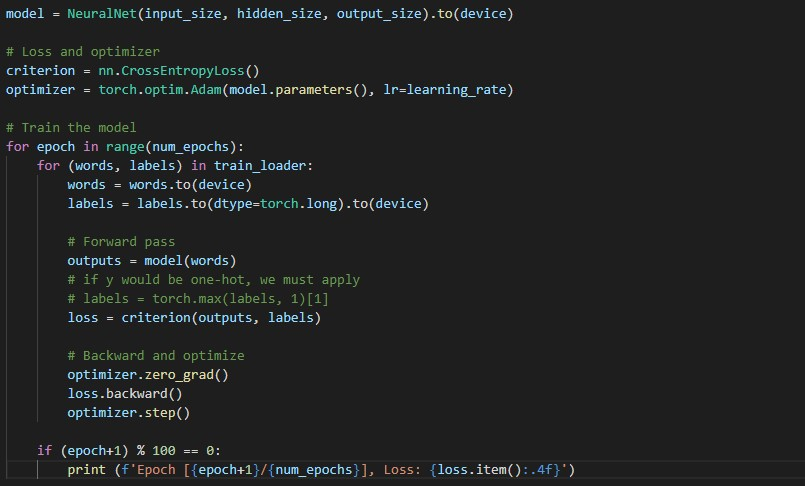 model = NeuralNet(input_size, hidden_size, output_size).to(device)

# Loss and optimizer
criterion = nn.CrossEntropyLoss()
optimizer = torch.optim.Adam(model.parameters(), lr=learning_rate)

# Train the model
for epoch in range(num_epochs):
    for (words, labels) in train_loader:
        words = words.to(device)
        labels = labels.to(dtype=torch.long).to(device)

        # Forward pass
        outputs = model(words)
        # if y would be one-hot, we must apply
        # labels = torch.max(labels, 1)[1]
        loss = criterion(outputs, labels)

        # Backward and optimize
        optimizer.zero_grad()
        loss.backward()
        optimizer.step()

    if (epoch+1) % 100 == 0:
        print (f'Epoch [{epoch+1}/{num_epochs}], Loss: {loss.item():.4f}')